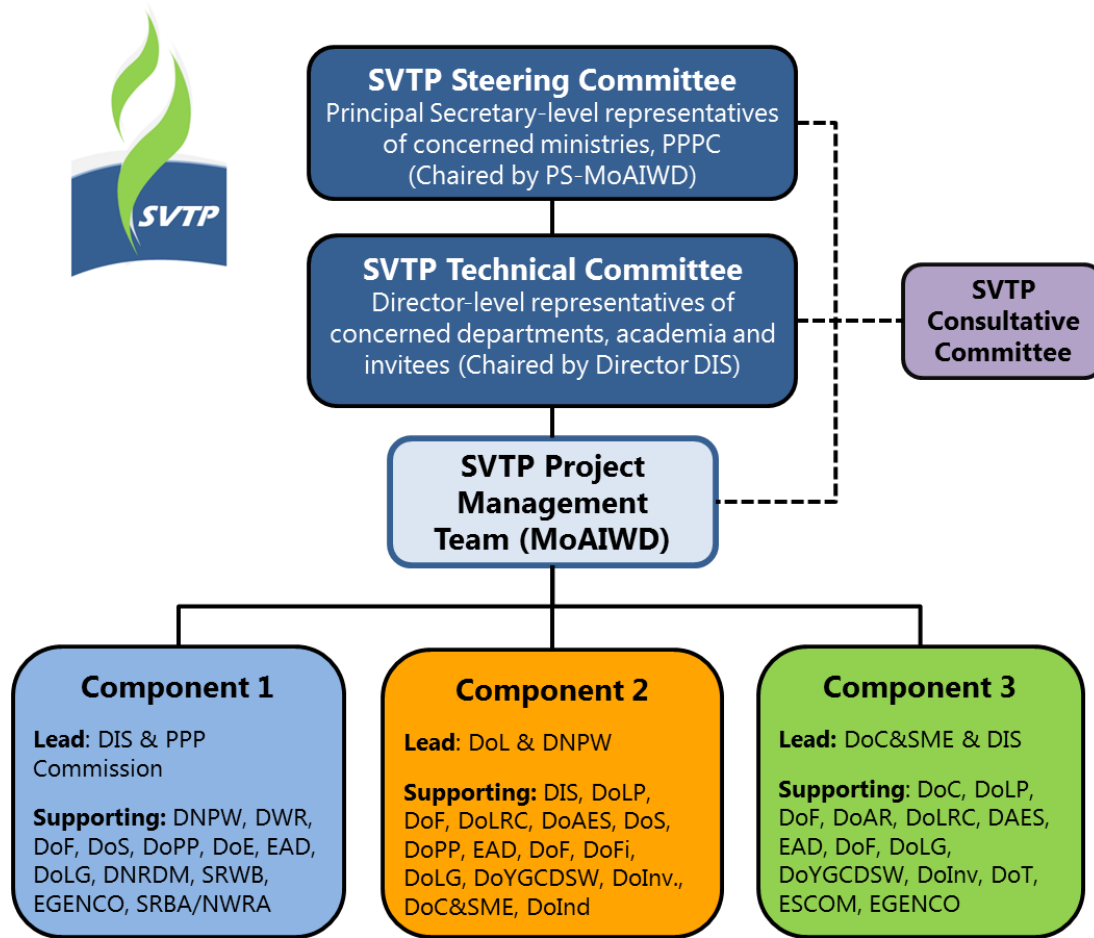 SVTP
SVTP Steering Committee
Principal Secretary-level representatives
of concerned ministries, PPPC
(Chaired by PS-MoAIWD)
SVTP Technical Committee
Director-level representatives of
concerned departments, academia and
invitees (Chaired by Director DIS)
SVTP
Consultative
Committee
SVTP Project
Management
Team (MoAIWD)
Component 1
Lead: DIS & PPP
Commission
Supporting: DNPW, DWR,
DoF, DoS, DoPP, DoE, EAD,
DoLG, DNRDM, SRWB,
EGENCO, SRBA/NWRA
Component 2
Lead: DoL & DNPW
Supporting: DIS, DoLP,
DoF, DoLRC, DoAES, DoS,
DoPP, EAD, DoF, DoFi,
DoLG, DoYGCDSW, DoInv.,
DoC&SME, DoInd
Component 3
Lead: DoC&SME & DIS
Supporting: DoC, DoLP,
DoF, DoAR, DoLRC, DAES,
EAD, DoF, DoLG,
DoYGCDSW, DoInv, DoT,
ESCOM, EGENCO